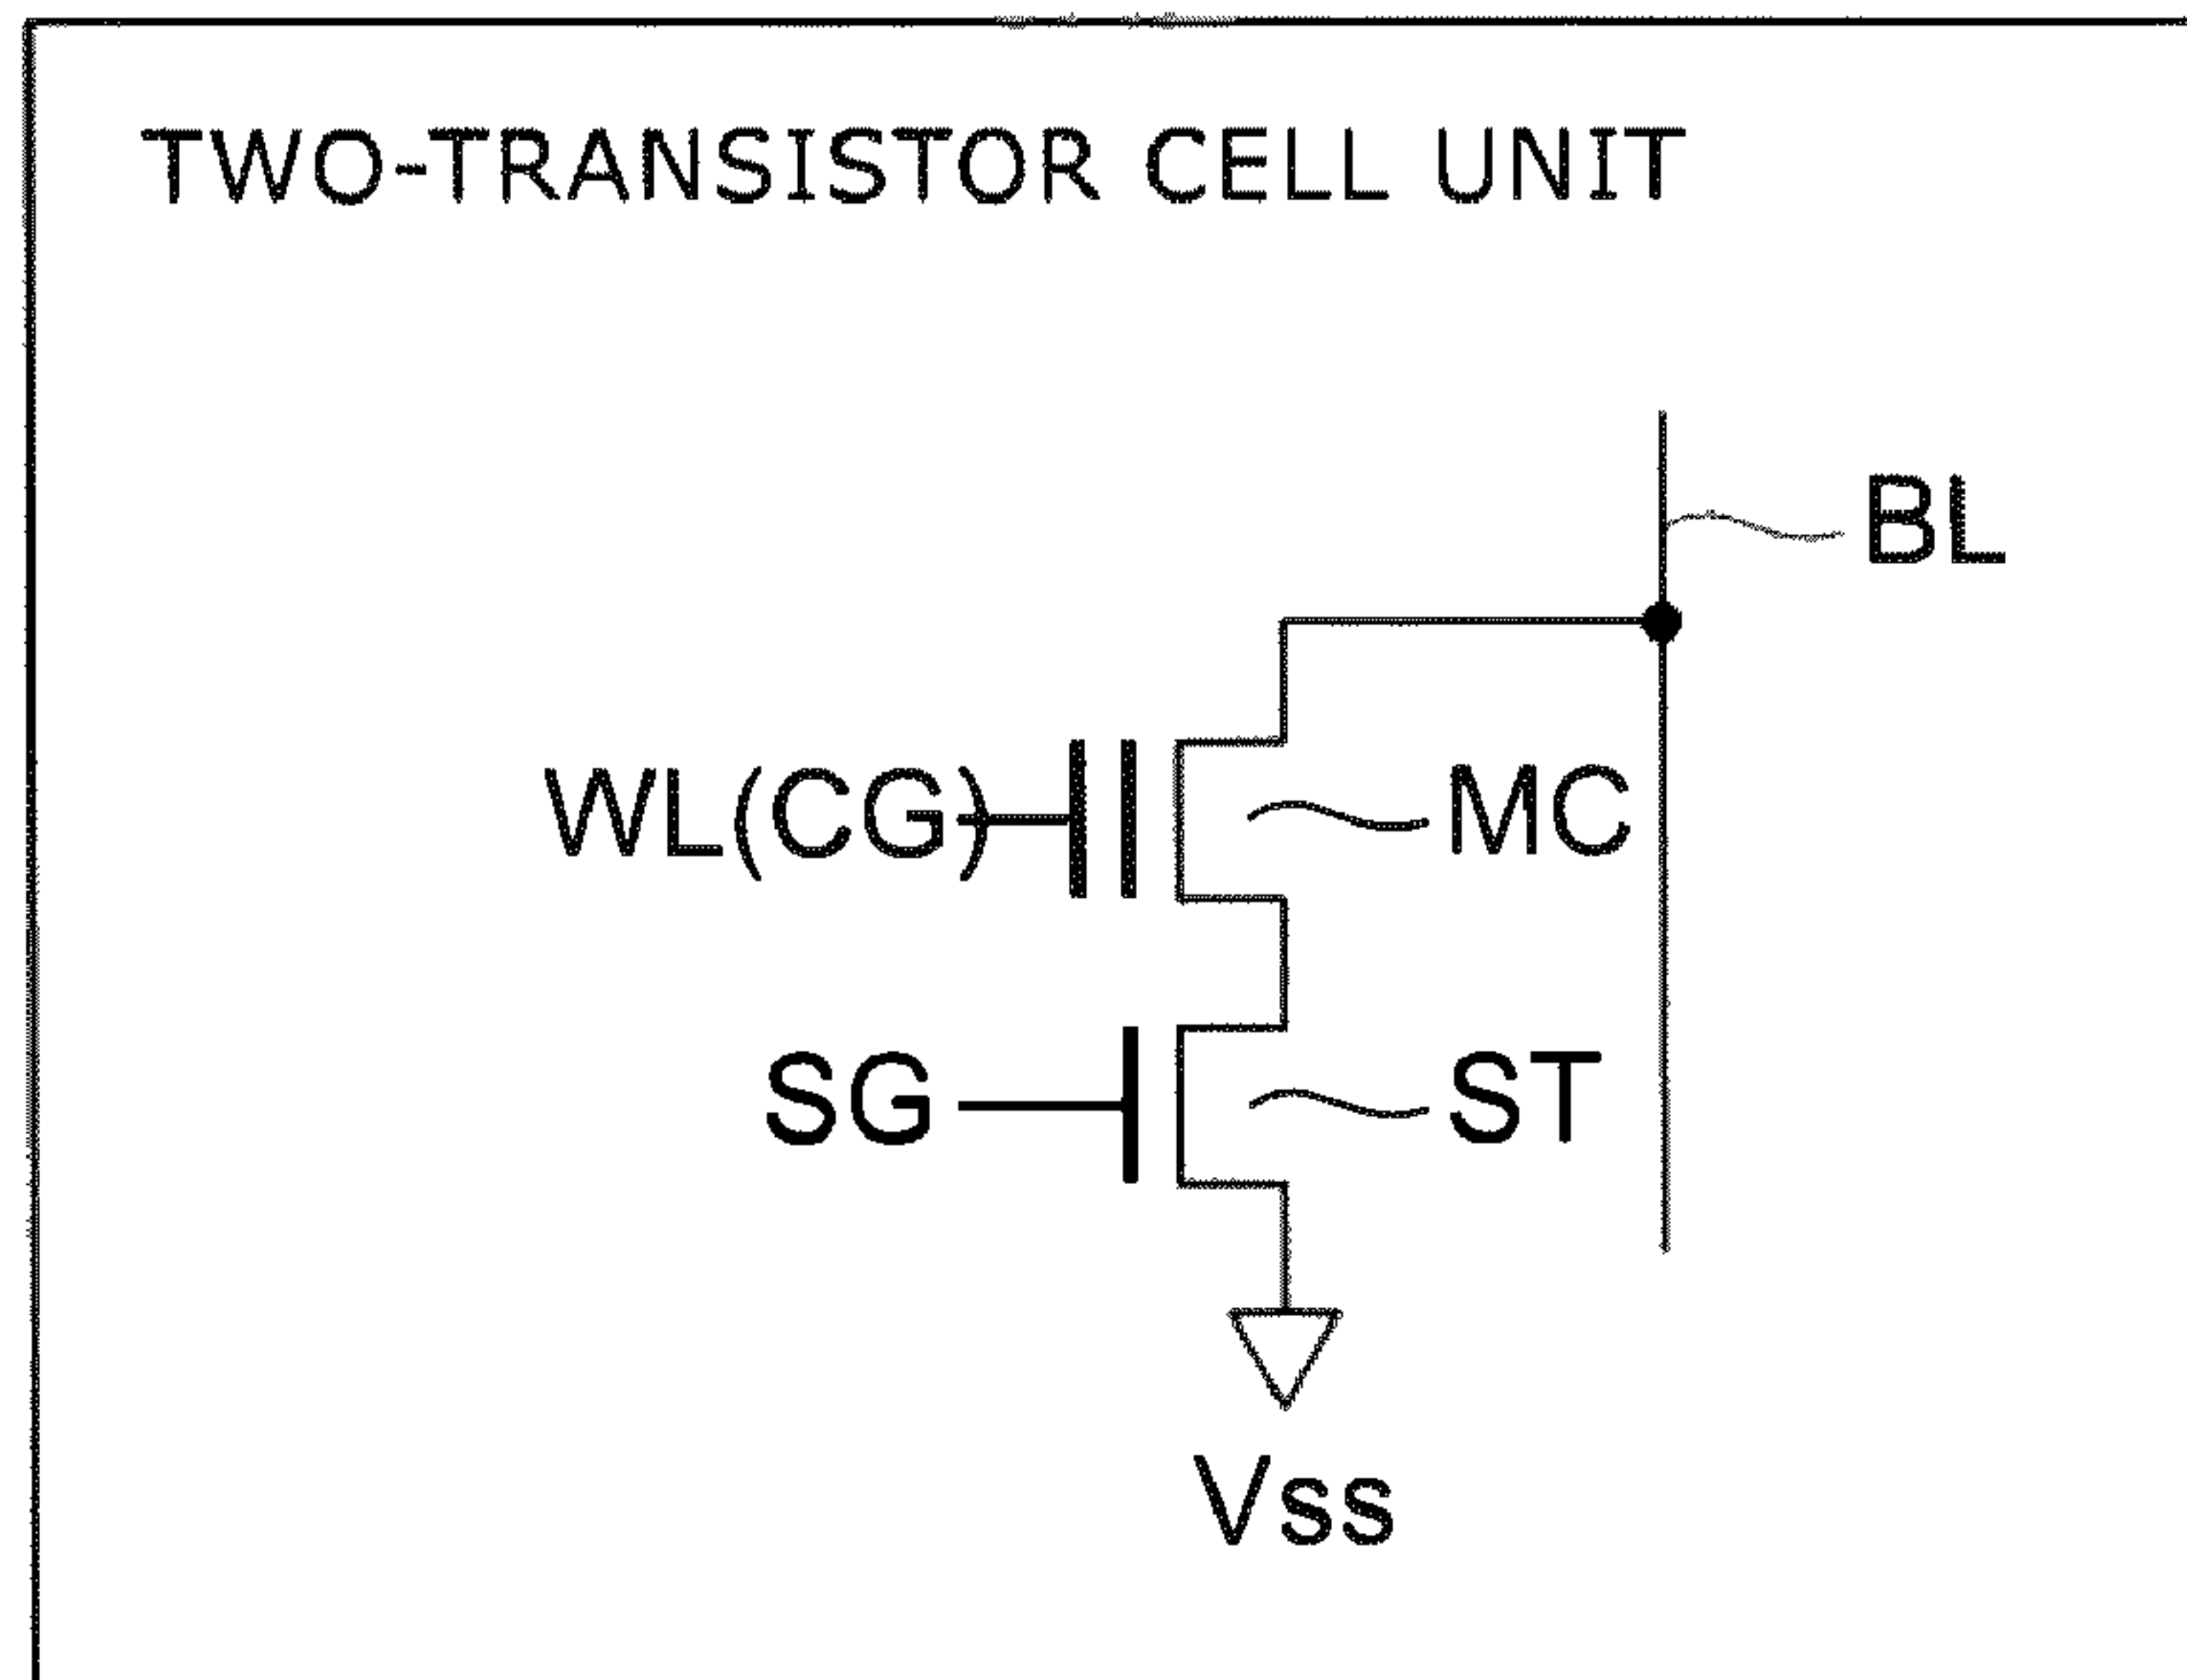 TWO-TRANSISTOR CELL UNIT
BL
WL(CG)
MC
SG
ST
Vss